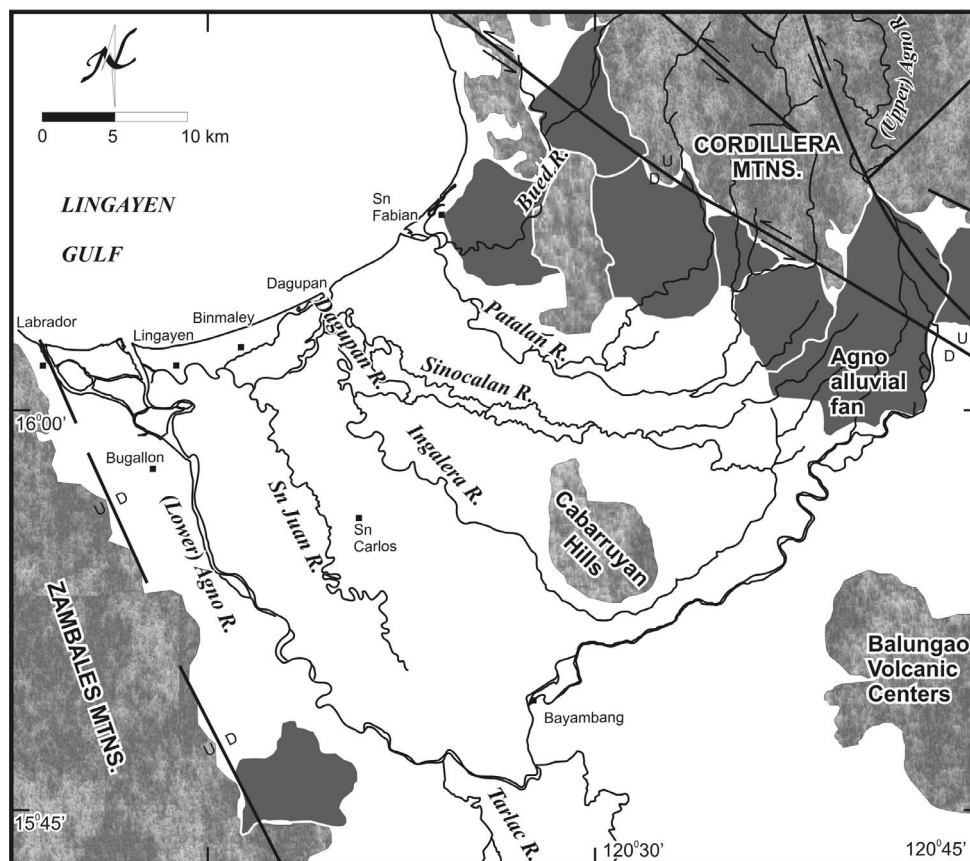 N
0 5 10 km
LINGAYEN
GULF
(Upper) Agno R
CORDILLERA
MTNS.
U
D
Bued R.
Sn
Fabian
Dagupan
Binmaley
Labrador
Lingayen
Dagupan R.
Patalan R.
Sinocalan R.
U
D
Agno
alluvial
fan
16°00'
Bugallon
U D
(Lower) Agno R.
Sn Juan R.
Ingalera R.
Sn
Carlos
Cabarruyan
Hills
ZAMBALES MTNS.
Balungao
Volcanic
Centers
Bayambang
U D
Tarlac R.
15°45'
120°30'
120°45'